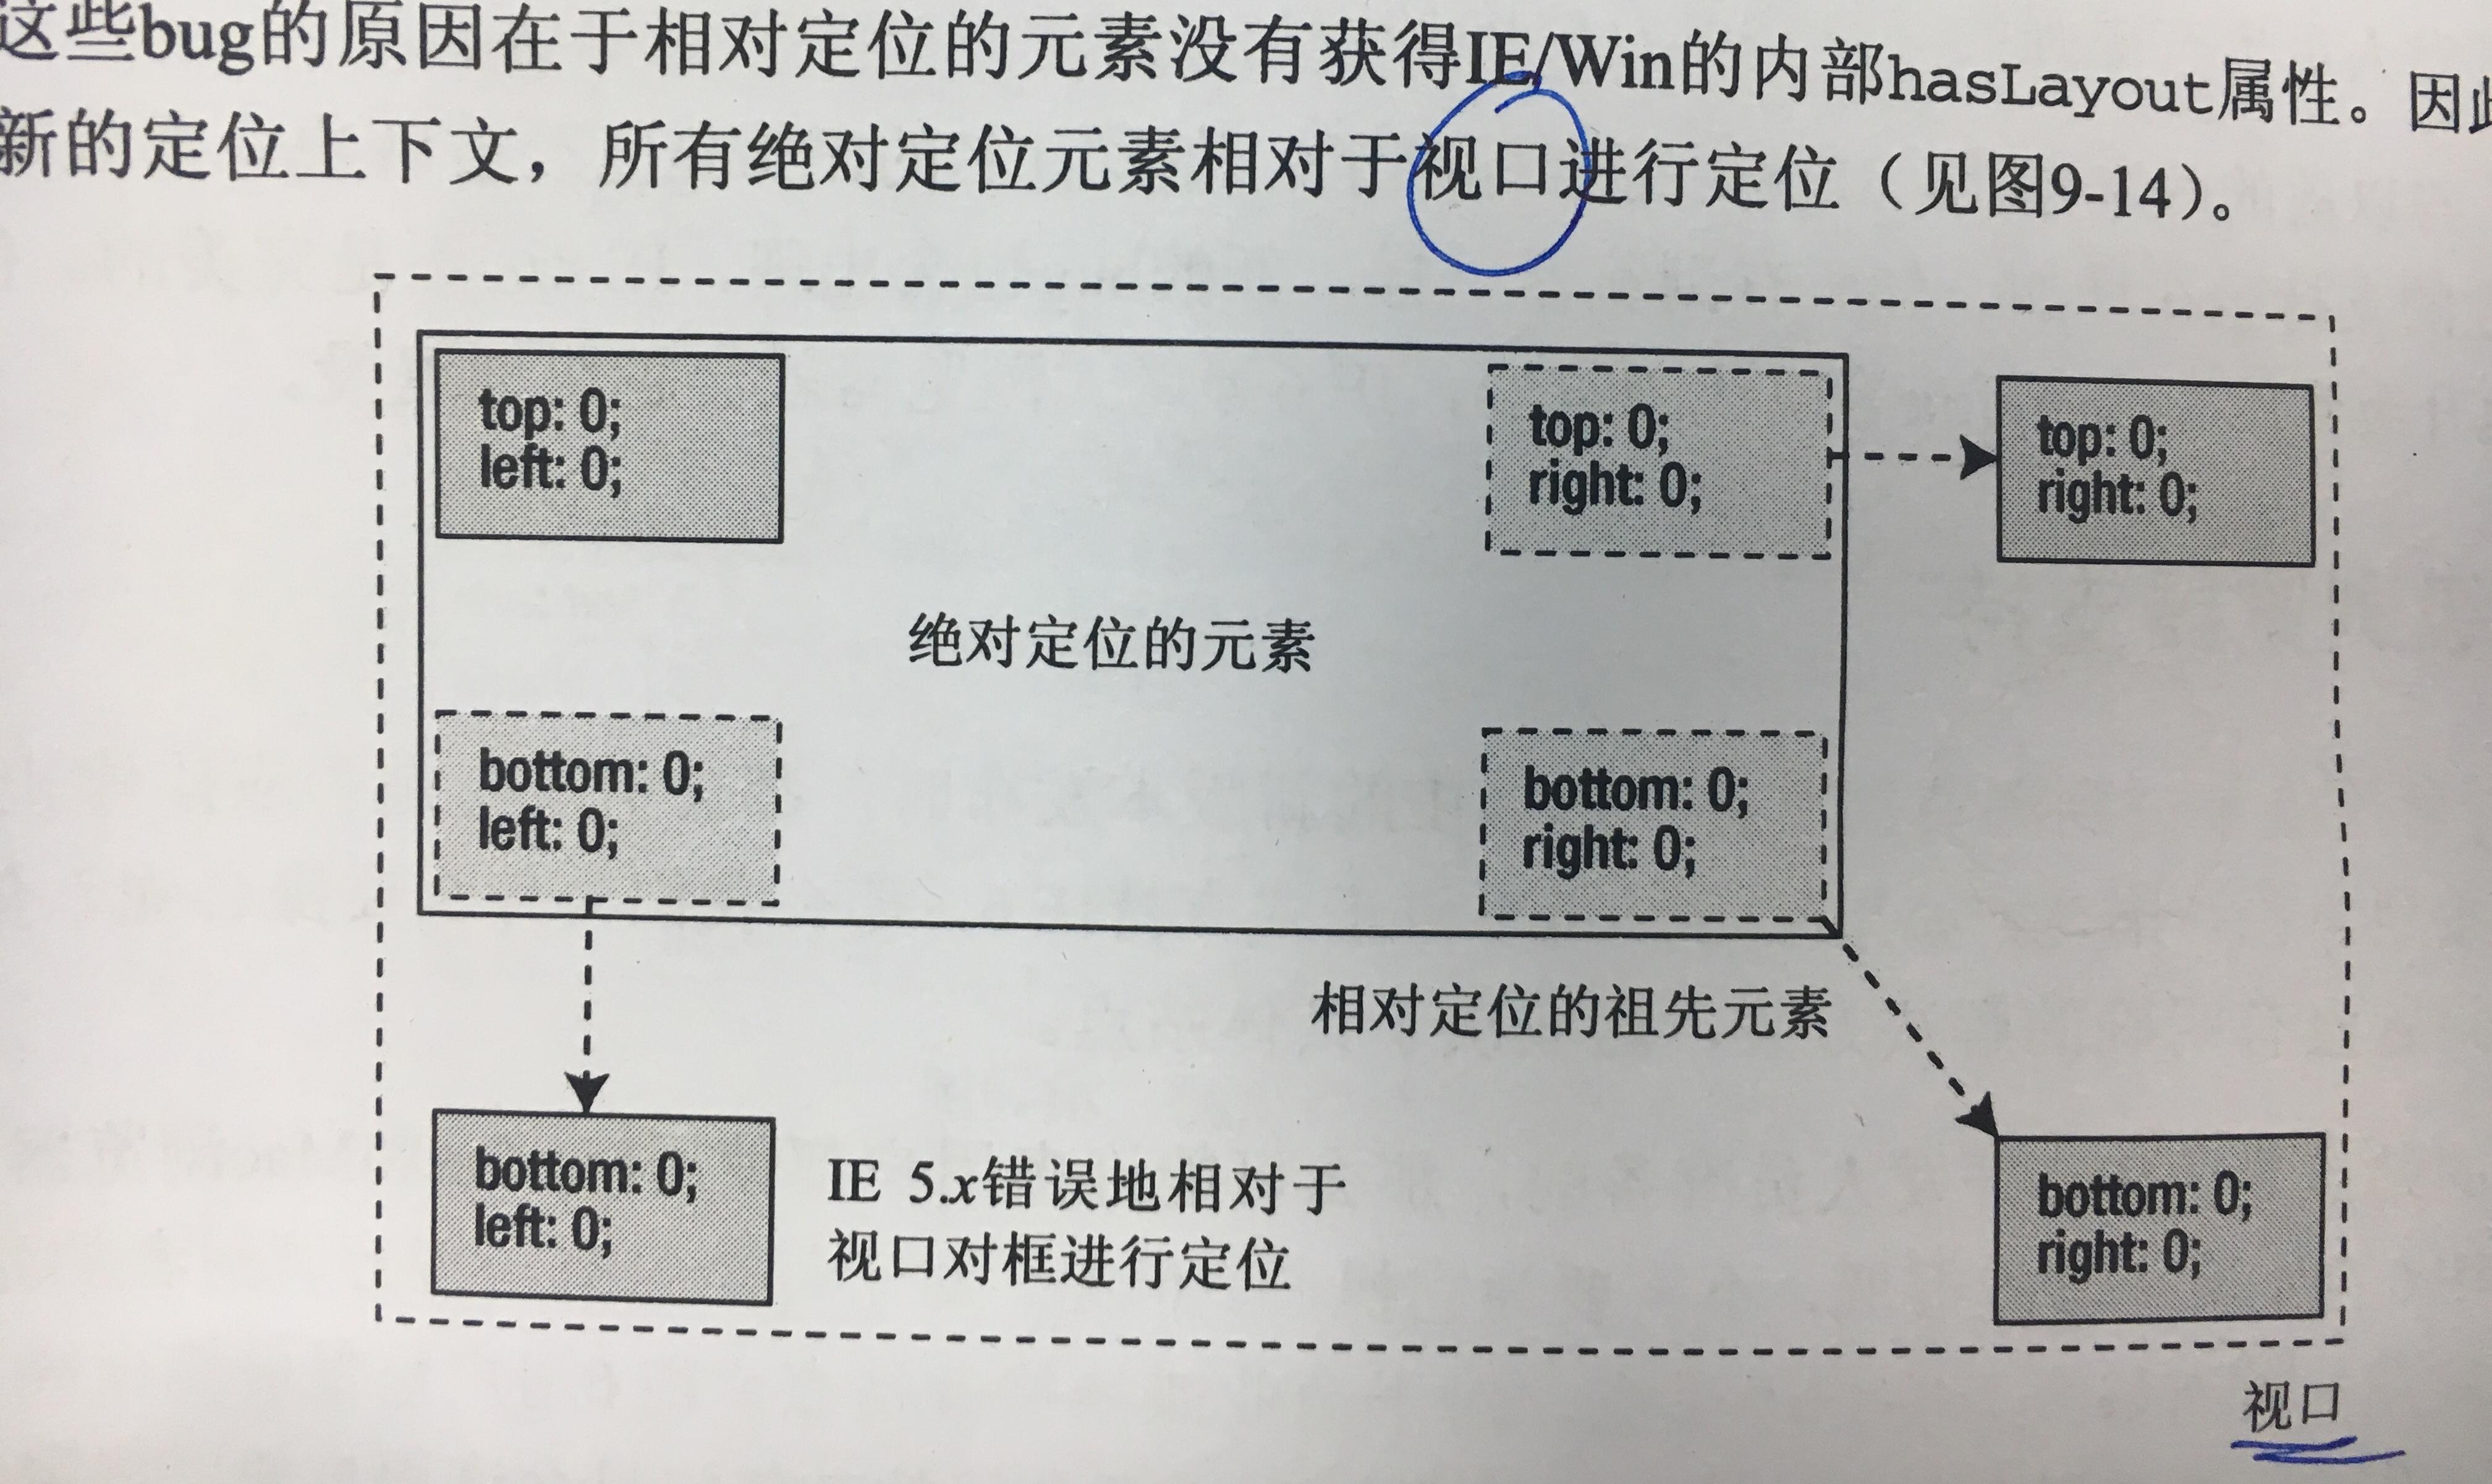 这些bug的原因在于相对定位的元素没有获得IE/Win的内部hasLayout属性。因此
新的定位上下文，所有绝对定位元素相对于视口进行定位（见图9-14）。
top: 0;
left: 0;
top: 0;
right: 0;
top: 0;
right: 0;
绝对定位的元素
bottom: 0;
left: 0;
bottom: 0;
right: 0;
相对定位的祖先元素
bottom: 0;
left: 0;
IE 5.x错误地相对于
视口对框进行定位
bottom: 0;
right: 0;
视口